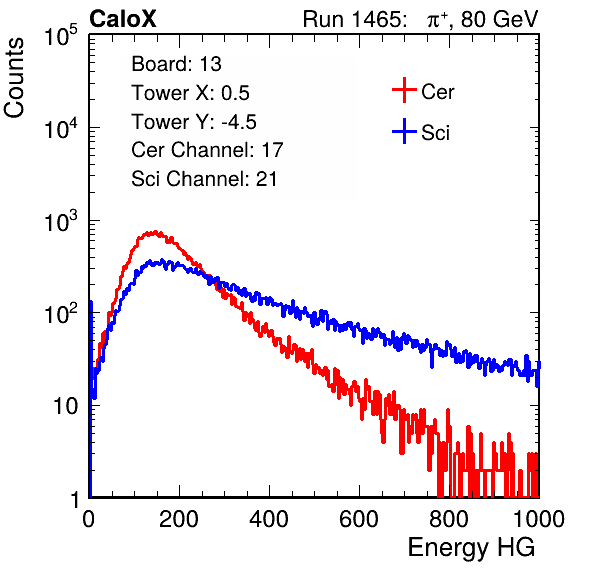 CaloX Run 1465: π⁺, 80 GeV
Counts
Board: 13
Tower X: 0.5
Tower Y: -4.5
Cer Channel: 17
Sci Channel: 21
Cer
Sci
10⁵
10⁴
10³
10²
10
1
0 200 400 600 800 1000
Energy HG